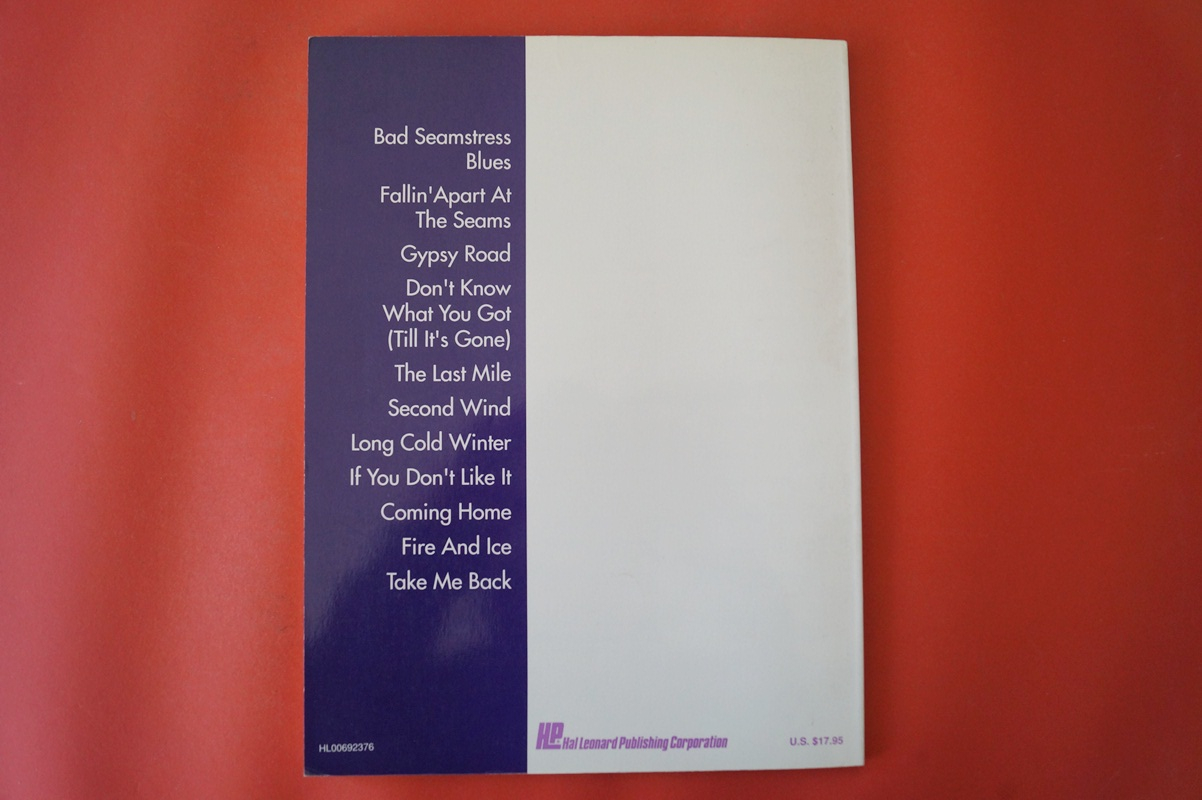 Bad Seamstress
Blues
Fallin'Apart At
The Seams
Gypsy Road
Don't Know
What You Got
(Till It's Gone)
The Last Mile
Second Wind
Long Cold Winter
If You Don't Like It
Coming Home
Fire And Ice
Take Me Back
HL00692376
HL Hal Leonard Publishing Corporation
U.S. $17.95